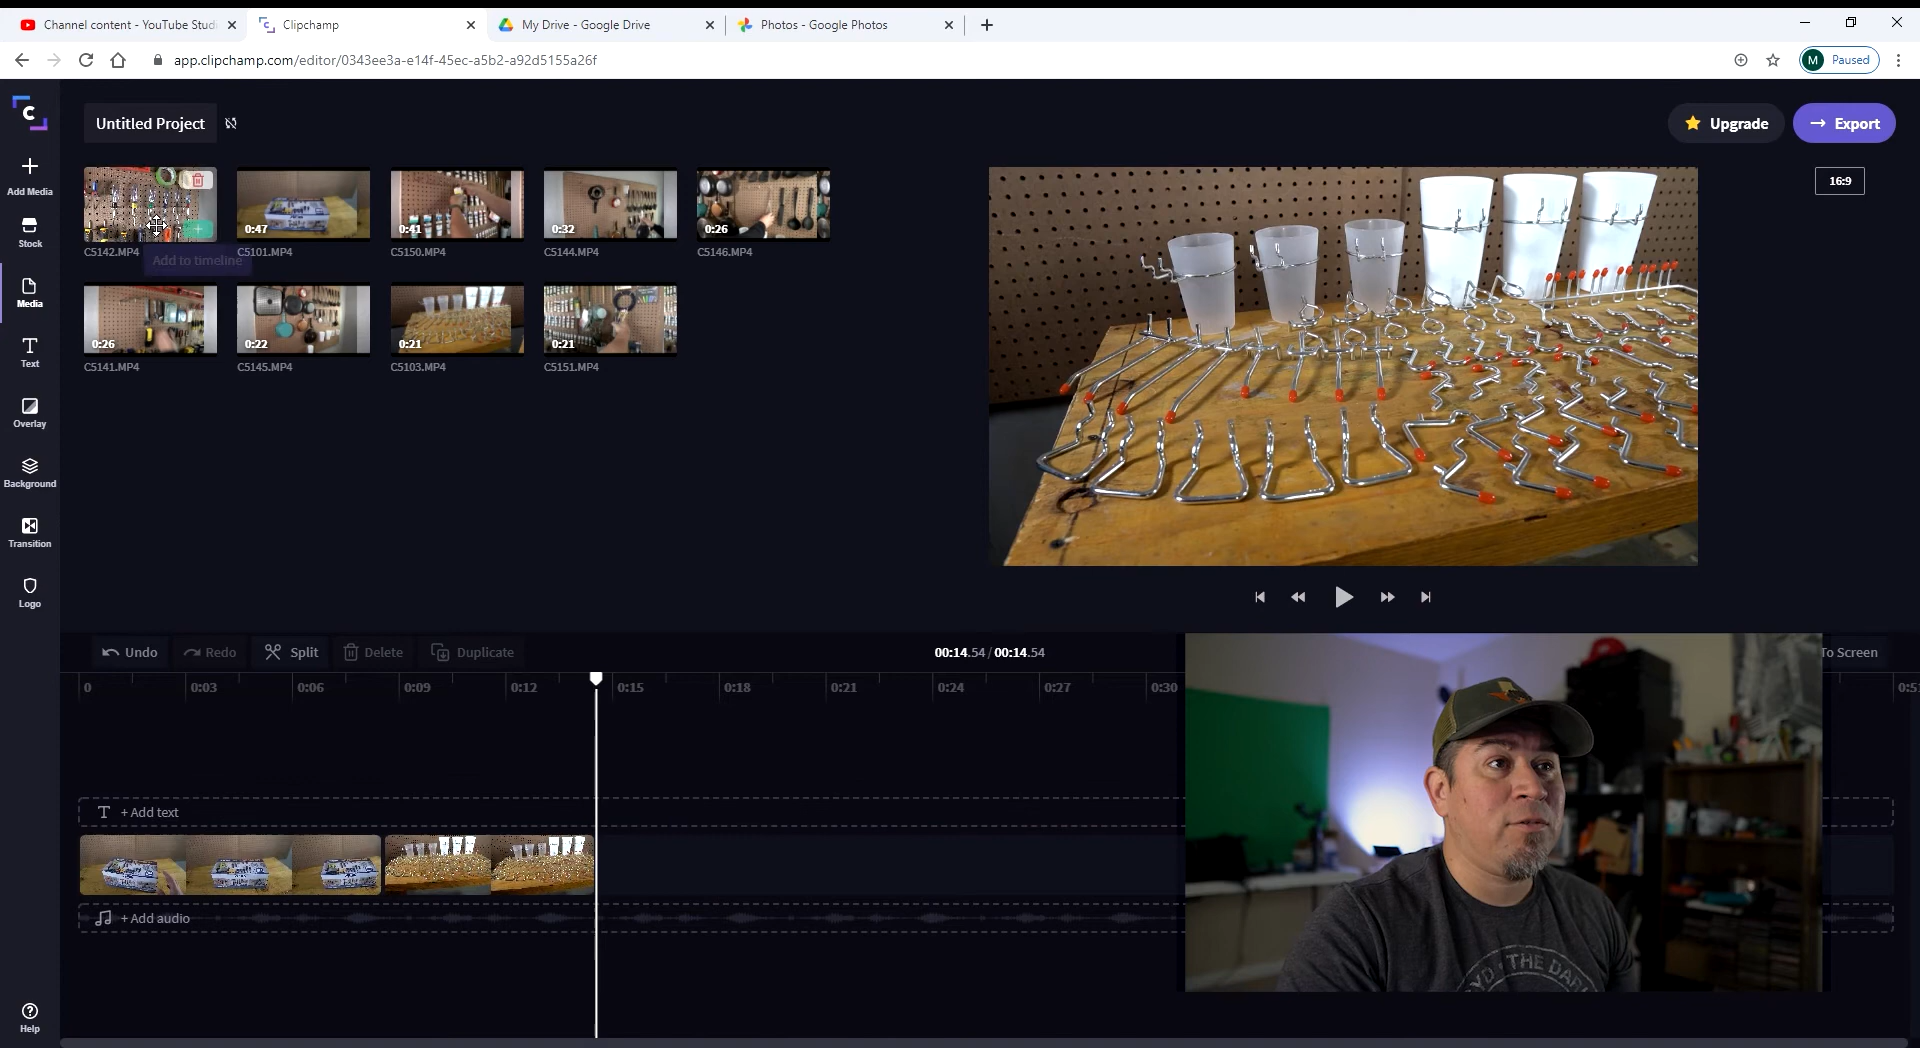 Channel content - YouTube Studi
Clipchamp
My Drive - Google Drive
Photos - Google Photos
app.clipchamp.com/editor/0343ee3a-e14f-45ec-a5b2-a92d5155a26f
M Paused
C
Untitled Project
Upgrade
Export
Add Media
Stock
Media
Text
Overlay
Background
Transition
Logo
Help
0:47
0:41
0:32
0:26
C5142.MP4
C5101.MP4
C5150.MP4
C5144.MP4
C5146.MP4
Add to timeline
0:26
0:22
0:21
0:21
C5141.MP4
C5145.MP4
C5103.MP4
C5151.MP4
16:9
Undo
Redo
Split
Delete
Duplicate
00:14.54 / 00:14.54
To Screen
0
0:03
0:06
0:09
0:12
0:15
0:18
0:21
0:24
0:27
0:30
0:51
T + Add text
+ Add audio
THE DAR